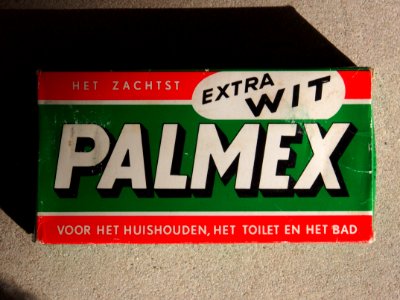 HET ZACHTST
EXTRA
WIT
PALMEX
VOOR HET HUISHOUDEN, HET TOILET EN HET BAD